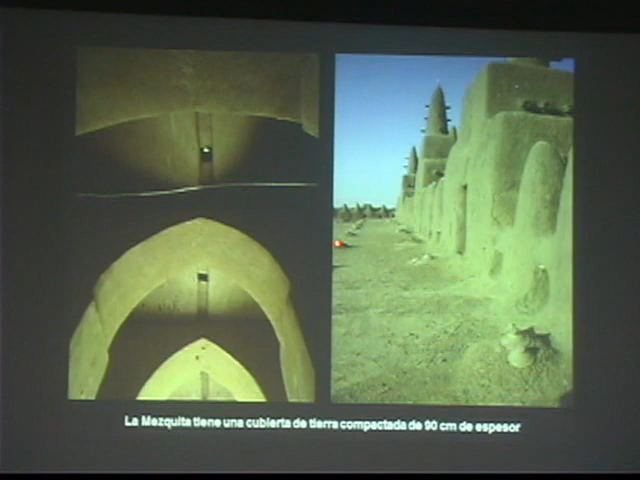 La Mezquita tiene una cubierta de tierra compactada de 90 cm de espesor